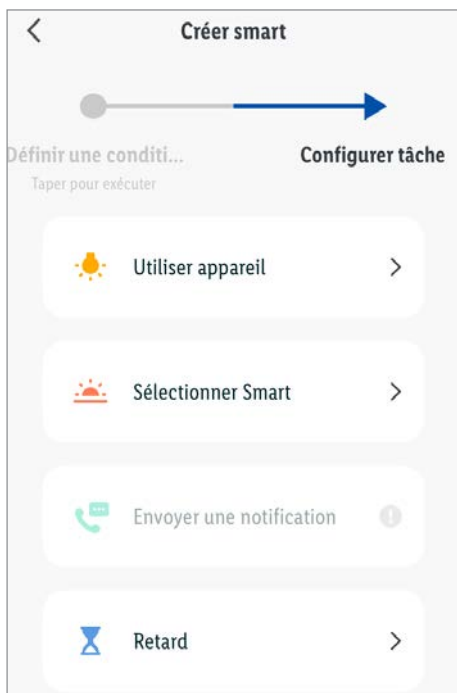 Créer smart
Définir une conditi...
Configurer tâche
Taper pour exécuter
Utiliser appareil
Sélectionner Smart
Envoyer une notification
Retard